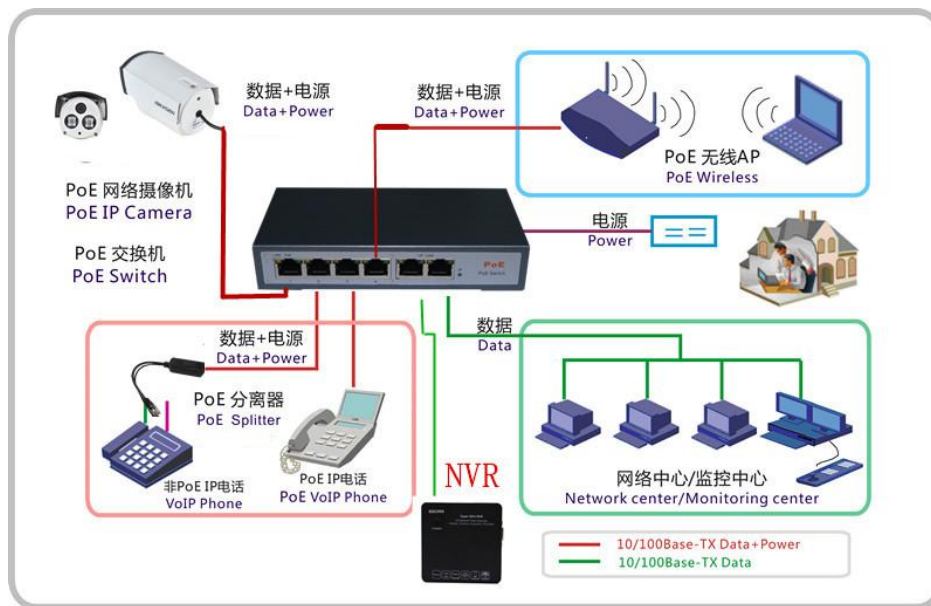 数据+电源
Data+Power
数据+电源
Data+Power
PoE 无线AP
PoE Wireless
PoE 网络摄像机
PoE IP Camera
PoE 交换机
PoE Switch
PoE
PoE Switch
电源
Power
数据+电源
Data+Power
PoE 分离器
PoE Splitter
非PoE IP电话
VoIP Phone
PoE IP电话
PoE VoIP Phone
数据
Data
网络中心/监控中心
Network center/Monitoring center
NVR
10/100Base-TX Data+Power
10/100Base-TX Data